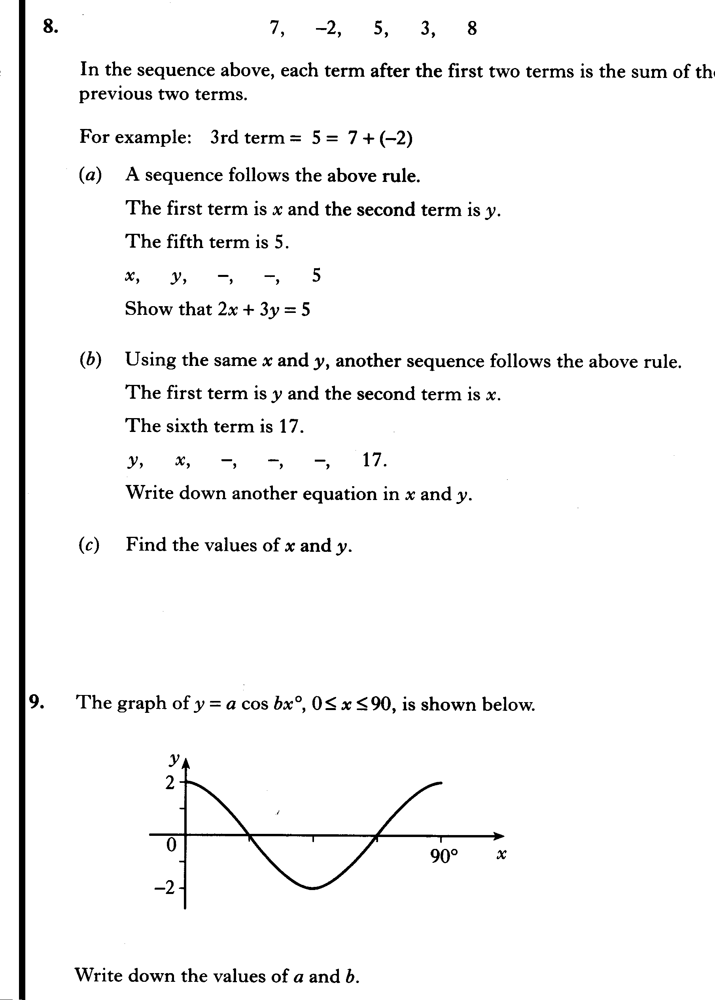 8. 7, –2, 5, 3, 8
In the sequence above, each term after the first two terms is the sum of
previous two terms.
For example: 3rd term = 5 = 7 + (–2)
(a) A sequence follows the above rule.
The first term is x and the second term is y.
The fifth term is 5.
x, y, –, –, 5
Show that 2x + 3y = 5
(b) Using the same x and y, another sequence follows the above rule.
The first term is y and the second term is x.
The sixth term is 17.
y, x, –, –, –, 17.
Write down another equation in x and y.
(c) Find the values of x and y.
9. The graph of y = a cos bx°, 0≤ x ≤90, is shown below.
y
2
0
90°
x
–2
Write down the values of a and b.